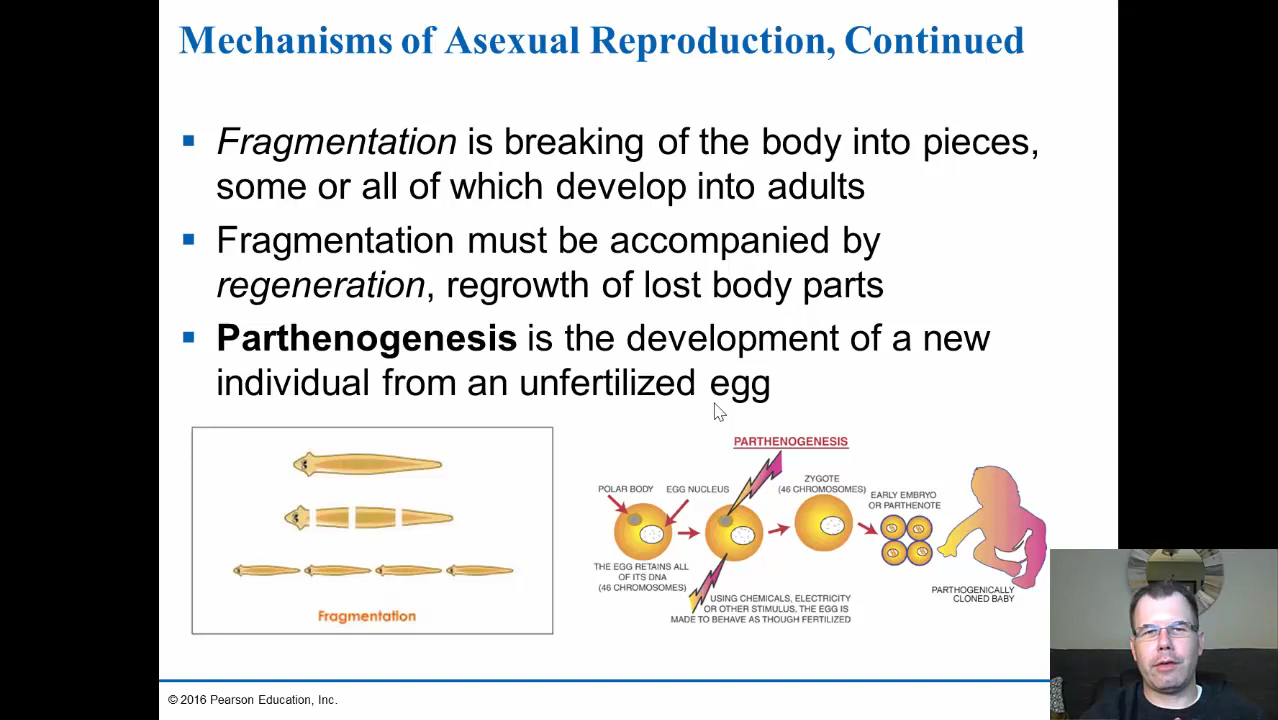 Mechanisms of Asexual Reproduction, Continued
Fragmentation is breaking of the body into pieces,
some or all of which develop into adults
Fragmentation must be accompanied by
regeneration, regrowth of lost body parts
Parthenogenesis is the development of a new
individual from an unfertilized egg
Fragmentation
PARTHENOGENESIS
POLAR BODY
EGG NUCLEUS
ZYGOTE
(46 CHROMOSOMES)
EARLY EMBRYO
OR PARTHENOTE
THE EGG RETAINS ALL
OF ITS DNA
(46 CHROMOSOMES)
USING CHEMICALS, ELECTRICITY
OR OTHER STIMULUS, THE EGG IS
MADE TO BEHAVE AS THOUGH FERTILIZED
PARTHOGENICALLY
CLONED BABY
© 2016 Pearson Education, Inc.